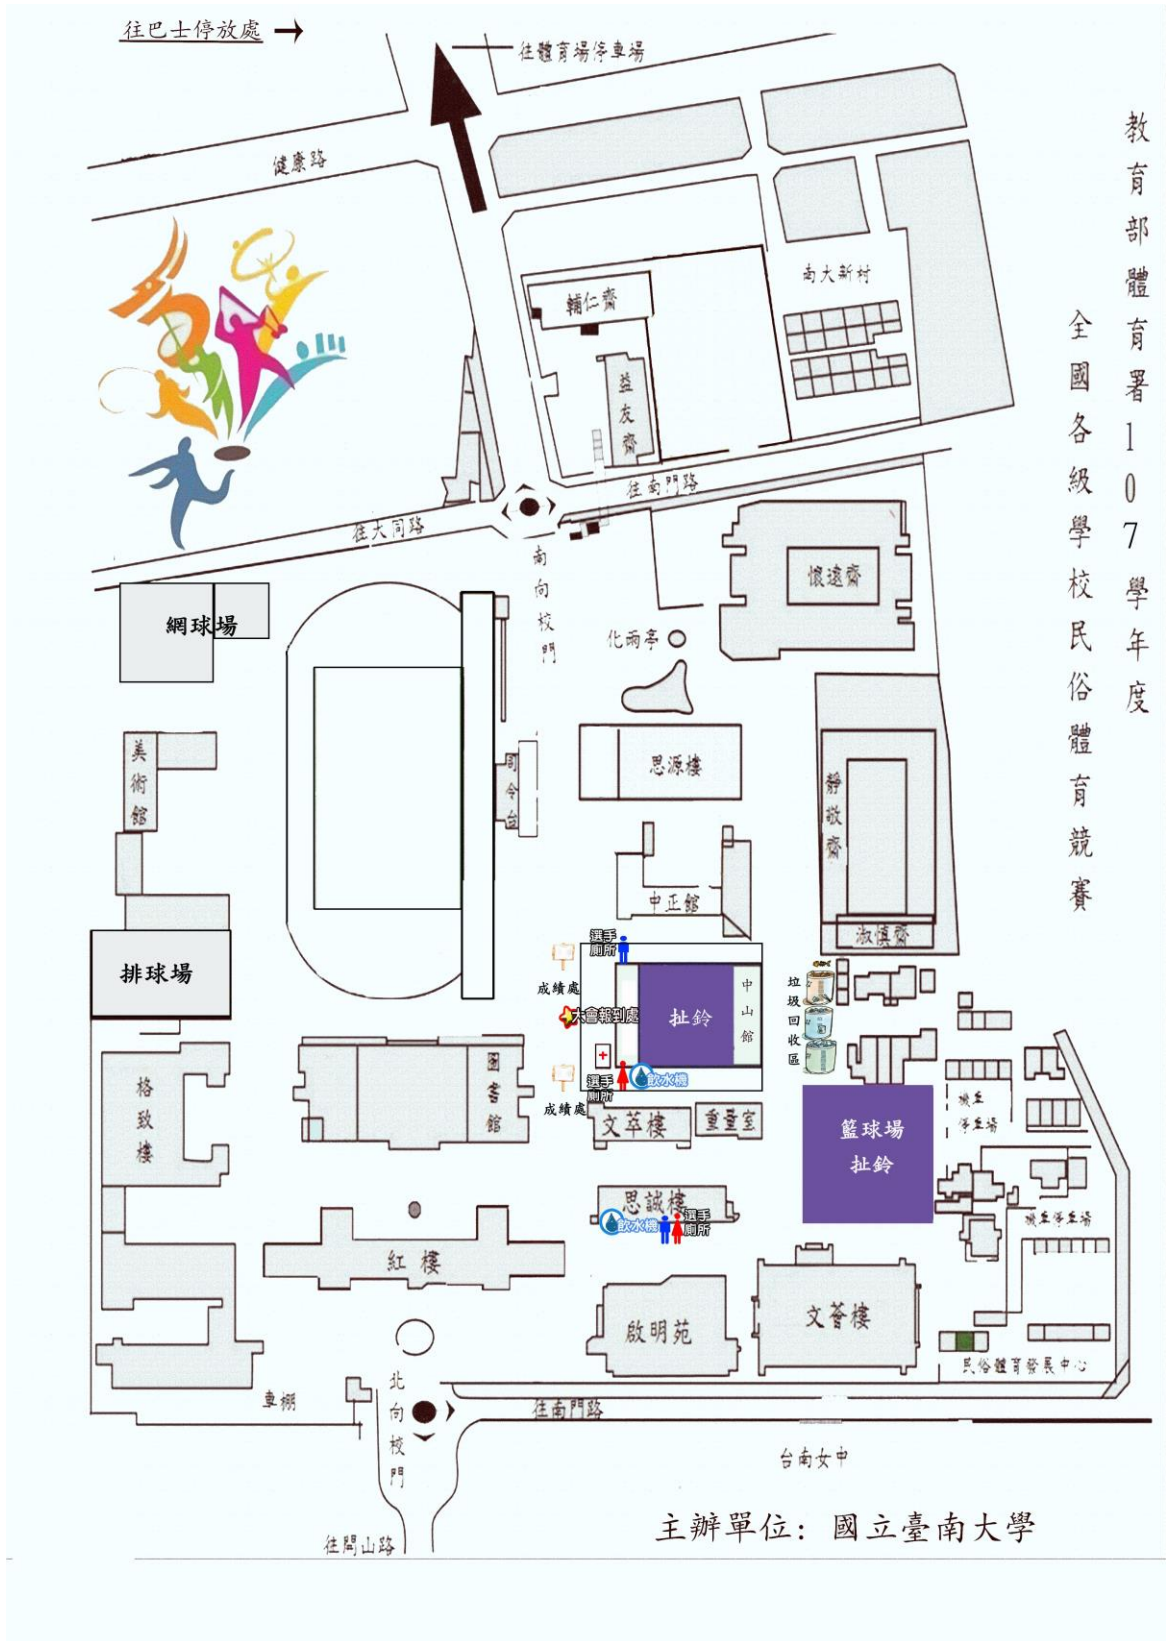 往巴士停放處
往體育場停車場
健康路
教育部體育署107學年度
全國各級學校民俗體育競賽
南大新村
輔仁齋
益友齋
往南門路
往大同路
南向校門
懷遠齋
化雨亭
網球場
思源樓
美術館
司令台
靜敬齋
中正館
淑慎齋
選手廁所
排球場
成績處
大會報到處
扯鈴
中山館
垃圾回收區
圖書館
選手廁所
飲水機
成績處
格致樓
文萃樓
重量室
籃球場
扯鈴
機車停車場
思誠樓
飲水機
選手廁所
機車停車場
紅樓
啟明苑
文薈樓
民俗體育發展中心
車棚
北向校門
往南門路
台南女中
主辦單位：國立臺南大學
往開山路